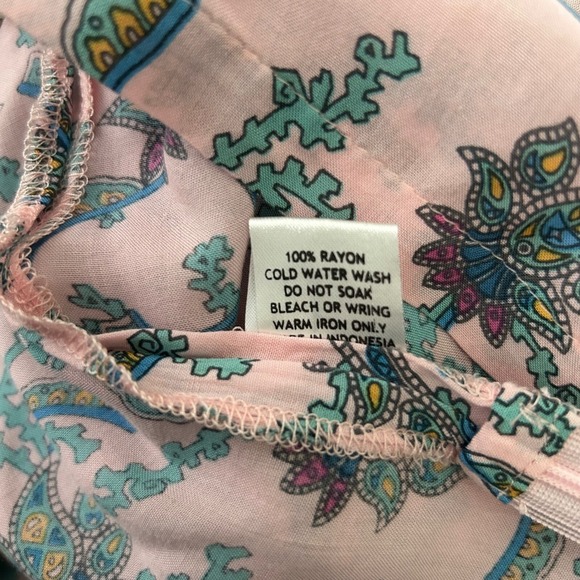 100% RAYON
COLD WATER WASH
DO NOT SOAK
BLEACH OR WRING
WARM IRON ONLY
IN INDONESIA